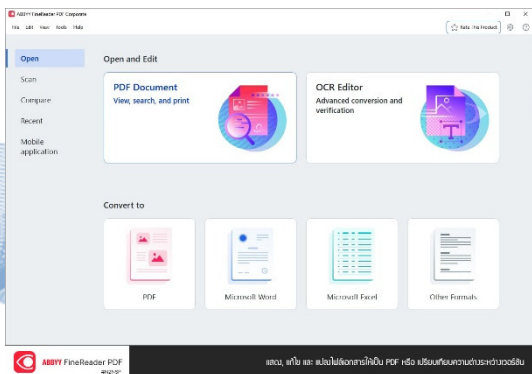 ABBYY FineReader PDF Corporate
File Edit View Tools Help
Rate This Product
Open
Scan
Compare
Recent
Mobile
application
Open and Edit
PDF Document
View, search, and print
OCR Editor
Advanced conversion and
verification
Convert to
PDF
Microsoft Word
Microsoft Excel
Other Formats
ABBYY FineReader PDF
แสดง, แก้ไข และ แปลงไฟล์เอกสารให้เป็น PDF หรือ เปรียบเทียบความต่างระหว่างเวอร์ชัน